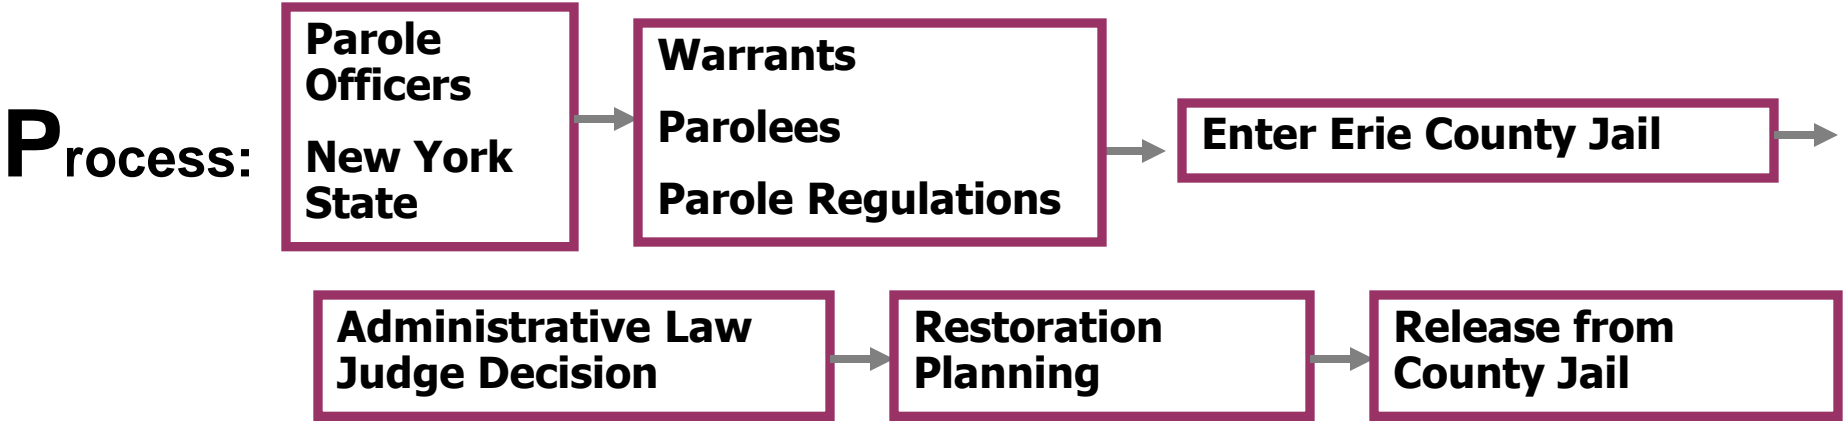 Process:
Parole
Officers
New York
State
Warrants
Parolees
Parole Regulations
Enter Erie County Jail
Administrative Law
Judge Decision
Restoration
Planning
Release from
County Jail